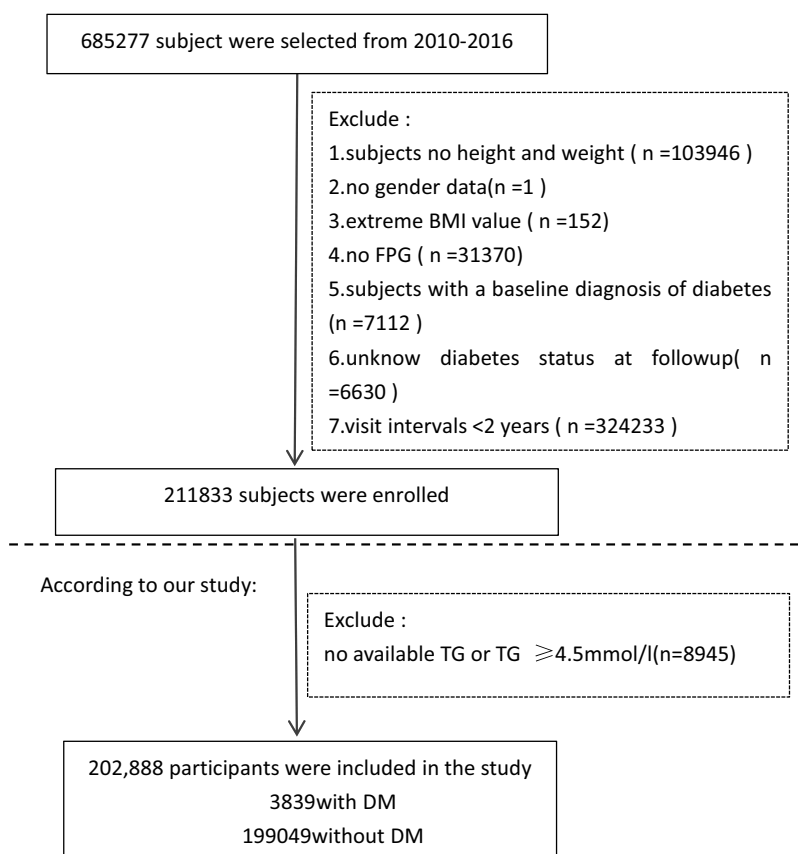 685277 subject were selected from 2010-2016
Exclude :
1.subjects no height and weight ( n =103946 )
2.no gender data(n =1 )
3.extreme BMI value ( n =152)
4.no FPG ( n =31370)
5.subjects with a baseline diagnosis of diabetes
(n =7112 )
6.unknow diabetes status at followup( n
=6630 )
7.visit intervals <2 years ( n =324233 )
211833 subjects were enrolled
According to our study:
Exclude :
no available TG or TG ⩾4.5mmol/l(n=8945)
202,888 participants were included in the study
3839with DM
199049without DM